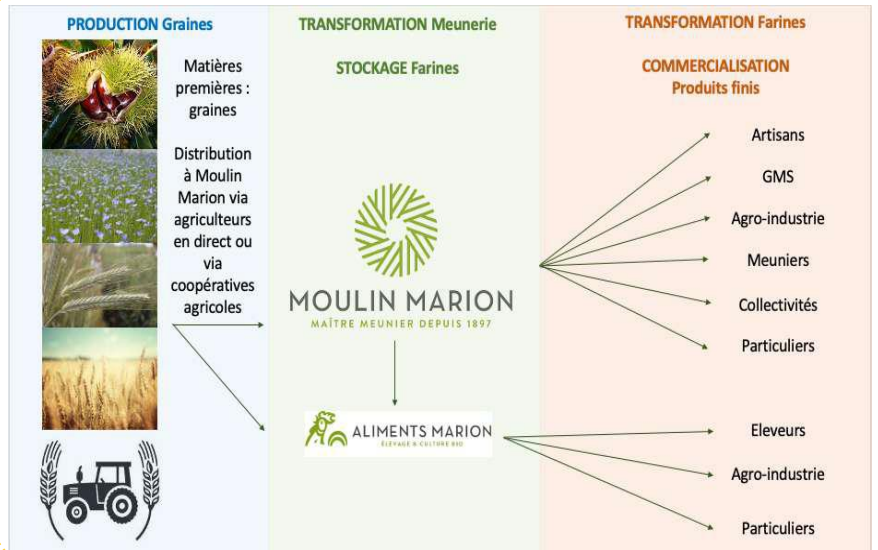 PRODUCTION Graines
Matières
premières :
graines
Distribution
à Moulin
Marion via
agriculteurs
en direct ou
via
coopératives
agricoles
TRANSFORMATION Meunerie
STOCKAGE Farines
MOULIN MARION
MAÎTRE MEUNIER DEPUIS 1897
ALIMENTS MARION
ÉLEVAGE & CULTURE BIO
TRANSFORMATION Farines
COMMERCIALISATION
Produits finis
Artisans
GMS
Agro-industrie
Meuniers
Collectivités
Particuliers
Eleveurs
Agro-industrie
Particuliers